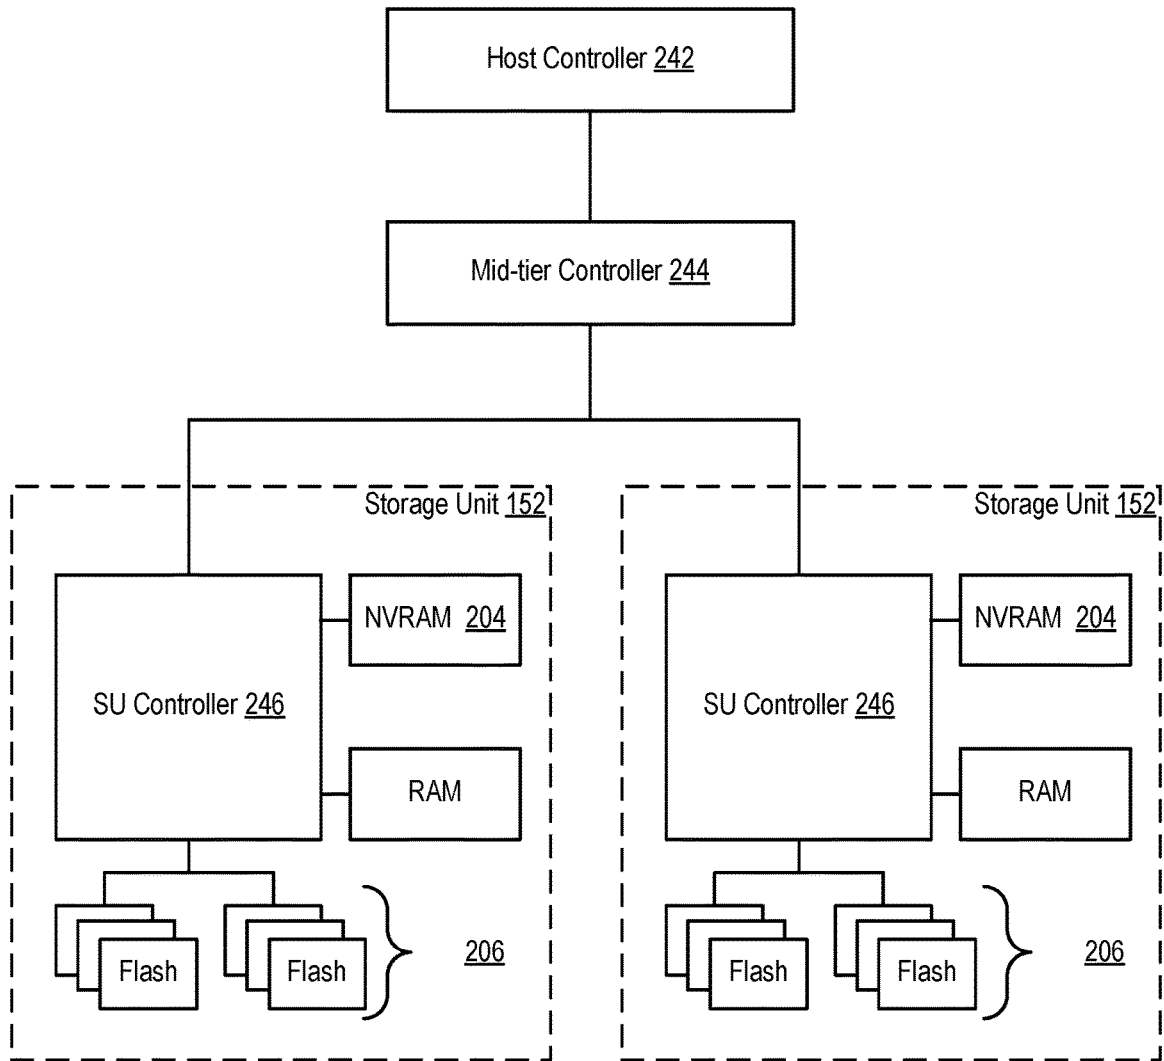 Host Controller 242
Mid-tier Controller 244
Storage Unit 152
NVRAM 204
SU Controller 246
RAM
Flash
Flash
206
Storage Unit 152
NVRAM 204
SU Controller 246
RAM
Flash
Flash
206